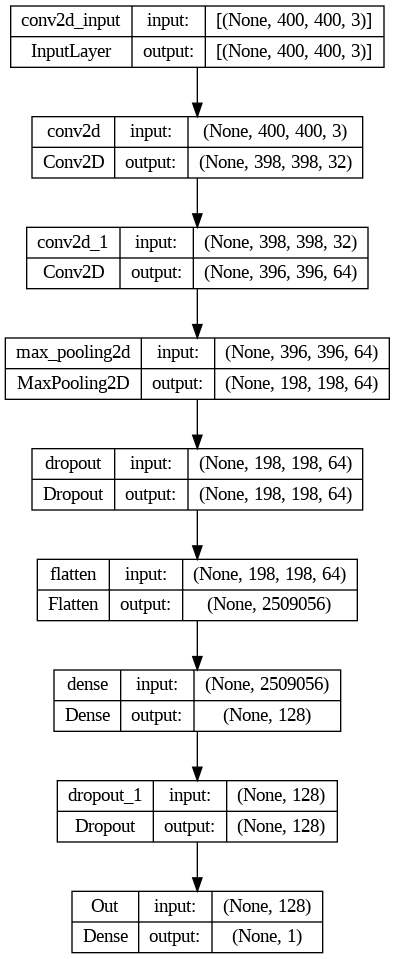 conv2d_input input: [(None, 400, 400, 3)]
InputLayer output: [(None, 400, 400, 3)]
conv2d input: (None, 400, 400, 3)
Conv2D output: (None, 398, 398, 32)
conv2d_1 input: (None, 398, 398, 32)
Conv2D output: (None, 396, 396, 64)
max_pooling2d input: (None, 396, 396, 64)
MaxPooling2D output: (None, 198, 198, 64)
dropout input: (None, 198, 198, 64)
Dropout output: (None, 198, 198, 64)
flatten input: (None, 198, 198, 64)
Flatten output: (None, 2509056)
dense input: (None, 2509056)
Dense output: (None, 128)
dropout_1 input: (None, 128)
Dropout output: (None, 128)
Out input: (None, 128)
Dense output: (None, 1)